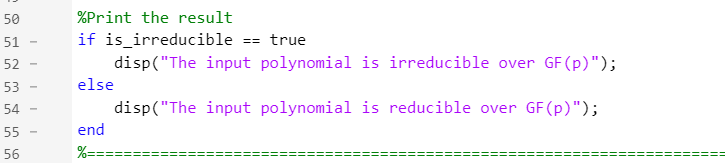 50 %Print the result
51 – if is_irreducible == true
52 – disp("The input polynomial is irreducible over GF(p)");
53 – else
54 – disp("The input polynomial is reducible over GF(p)");
55 – end
56 %==================================================================